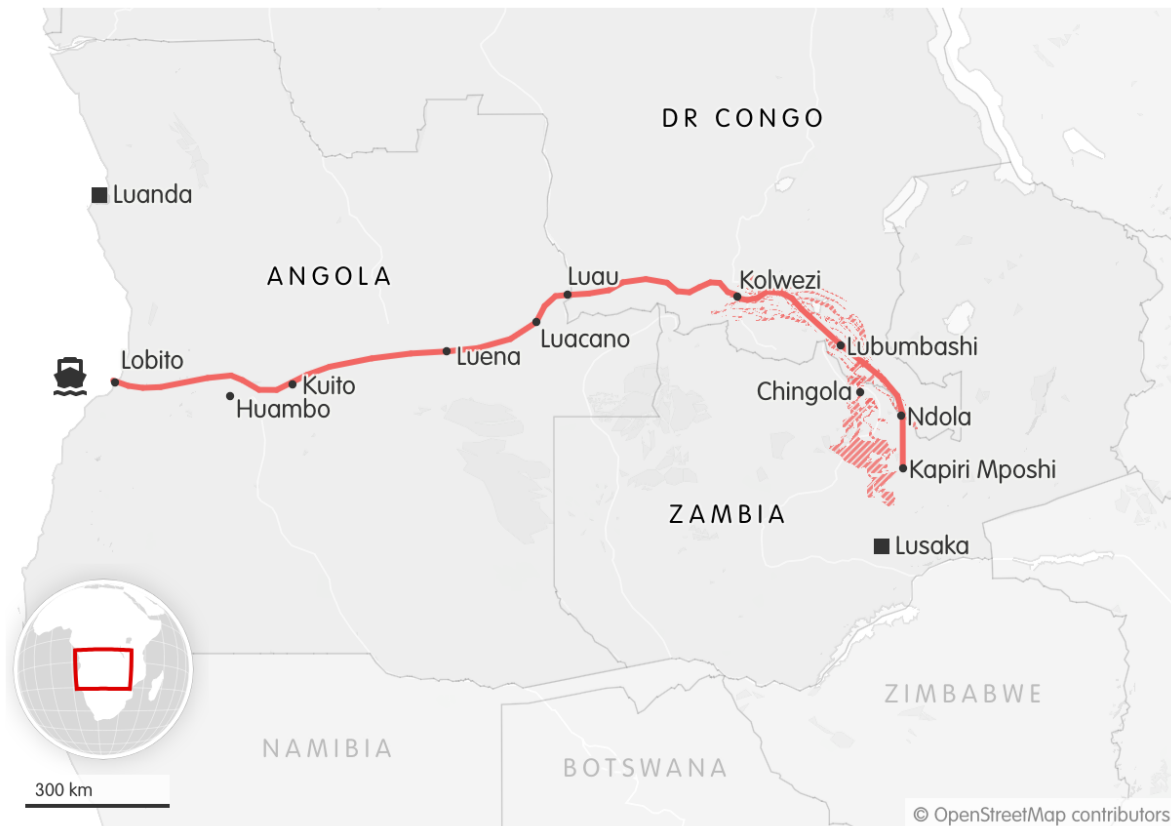 DR CONGO
Luanda
ANGOLA
Luau
Kolwezi
Luacano
Lubumbashi
Lobito
Luena
Kuito
Chingola
Huambo
Ndola
Kapiri Mposhi
ZAMBIA
Lusaka
ZIMBABWE
NAMIBIA
BOTSWANA
300 km
© OpenStreetMap contributors